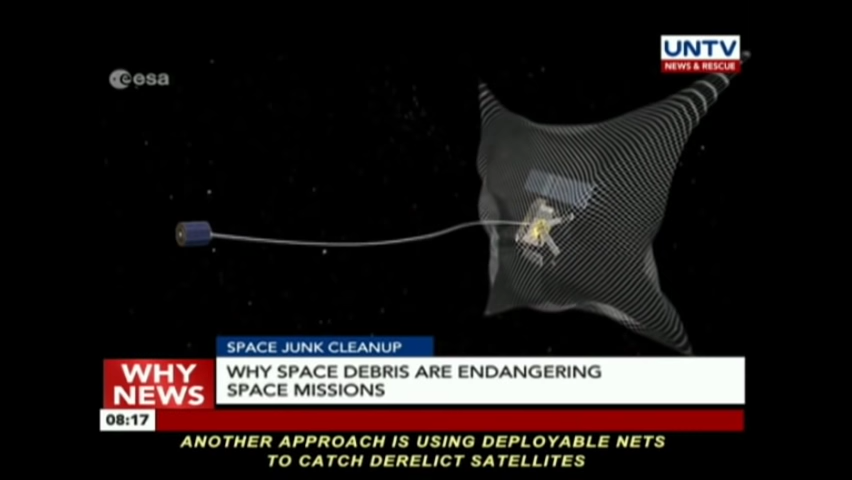 esa
UNTV
NEWS & RESCUE
SPACE JUNK CLEANUP
WHY NEWS
WHY SPACE DEBRIS ARE ENDANGERING
SPACE MISSIONS
08:17
ANOTHER APPROACH IS USING DEPLOYABLE NETS
TO CATCH DERELICT SATELLITES